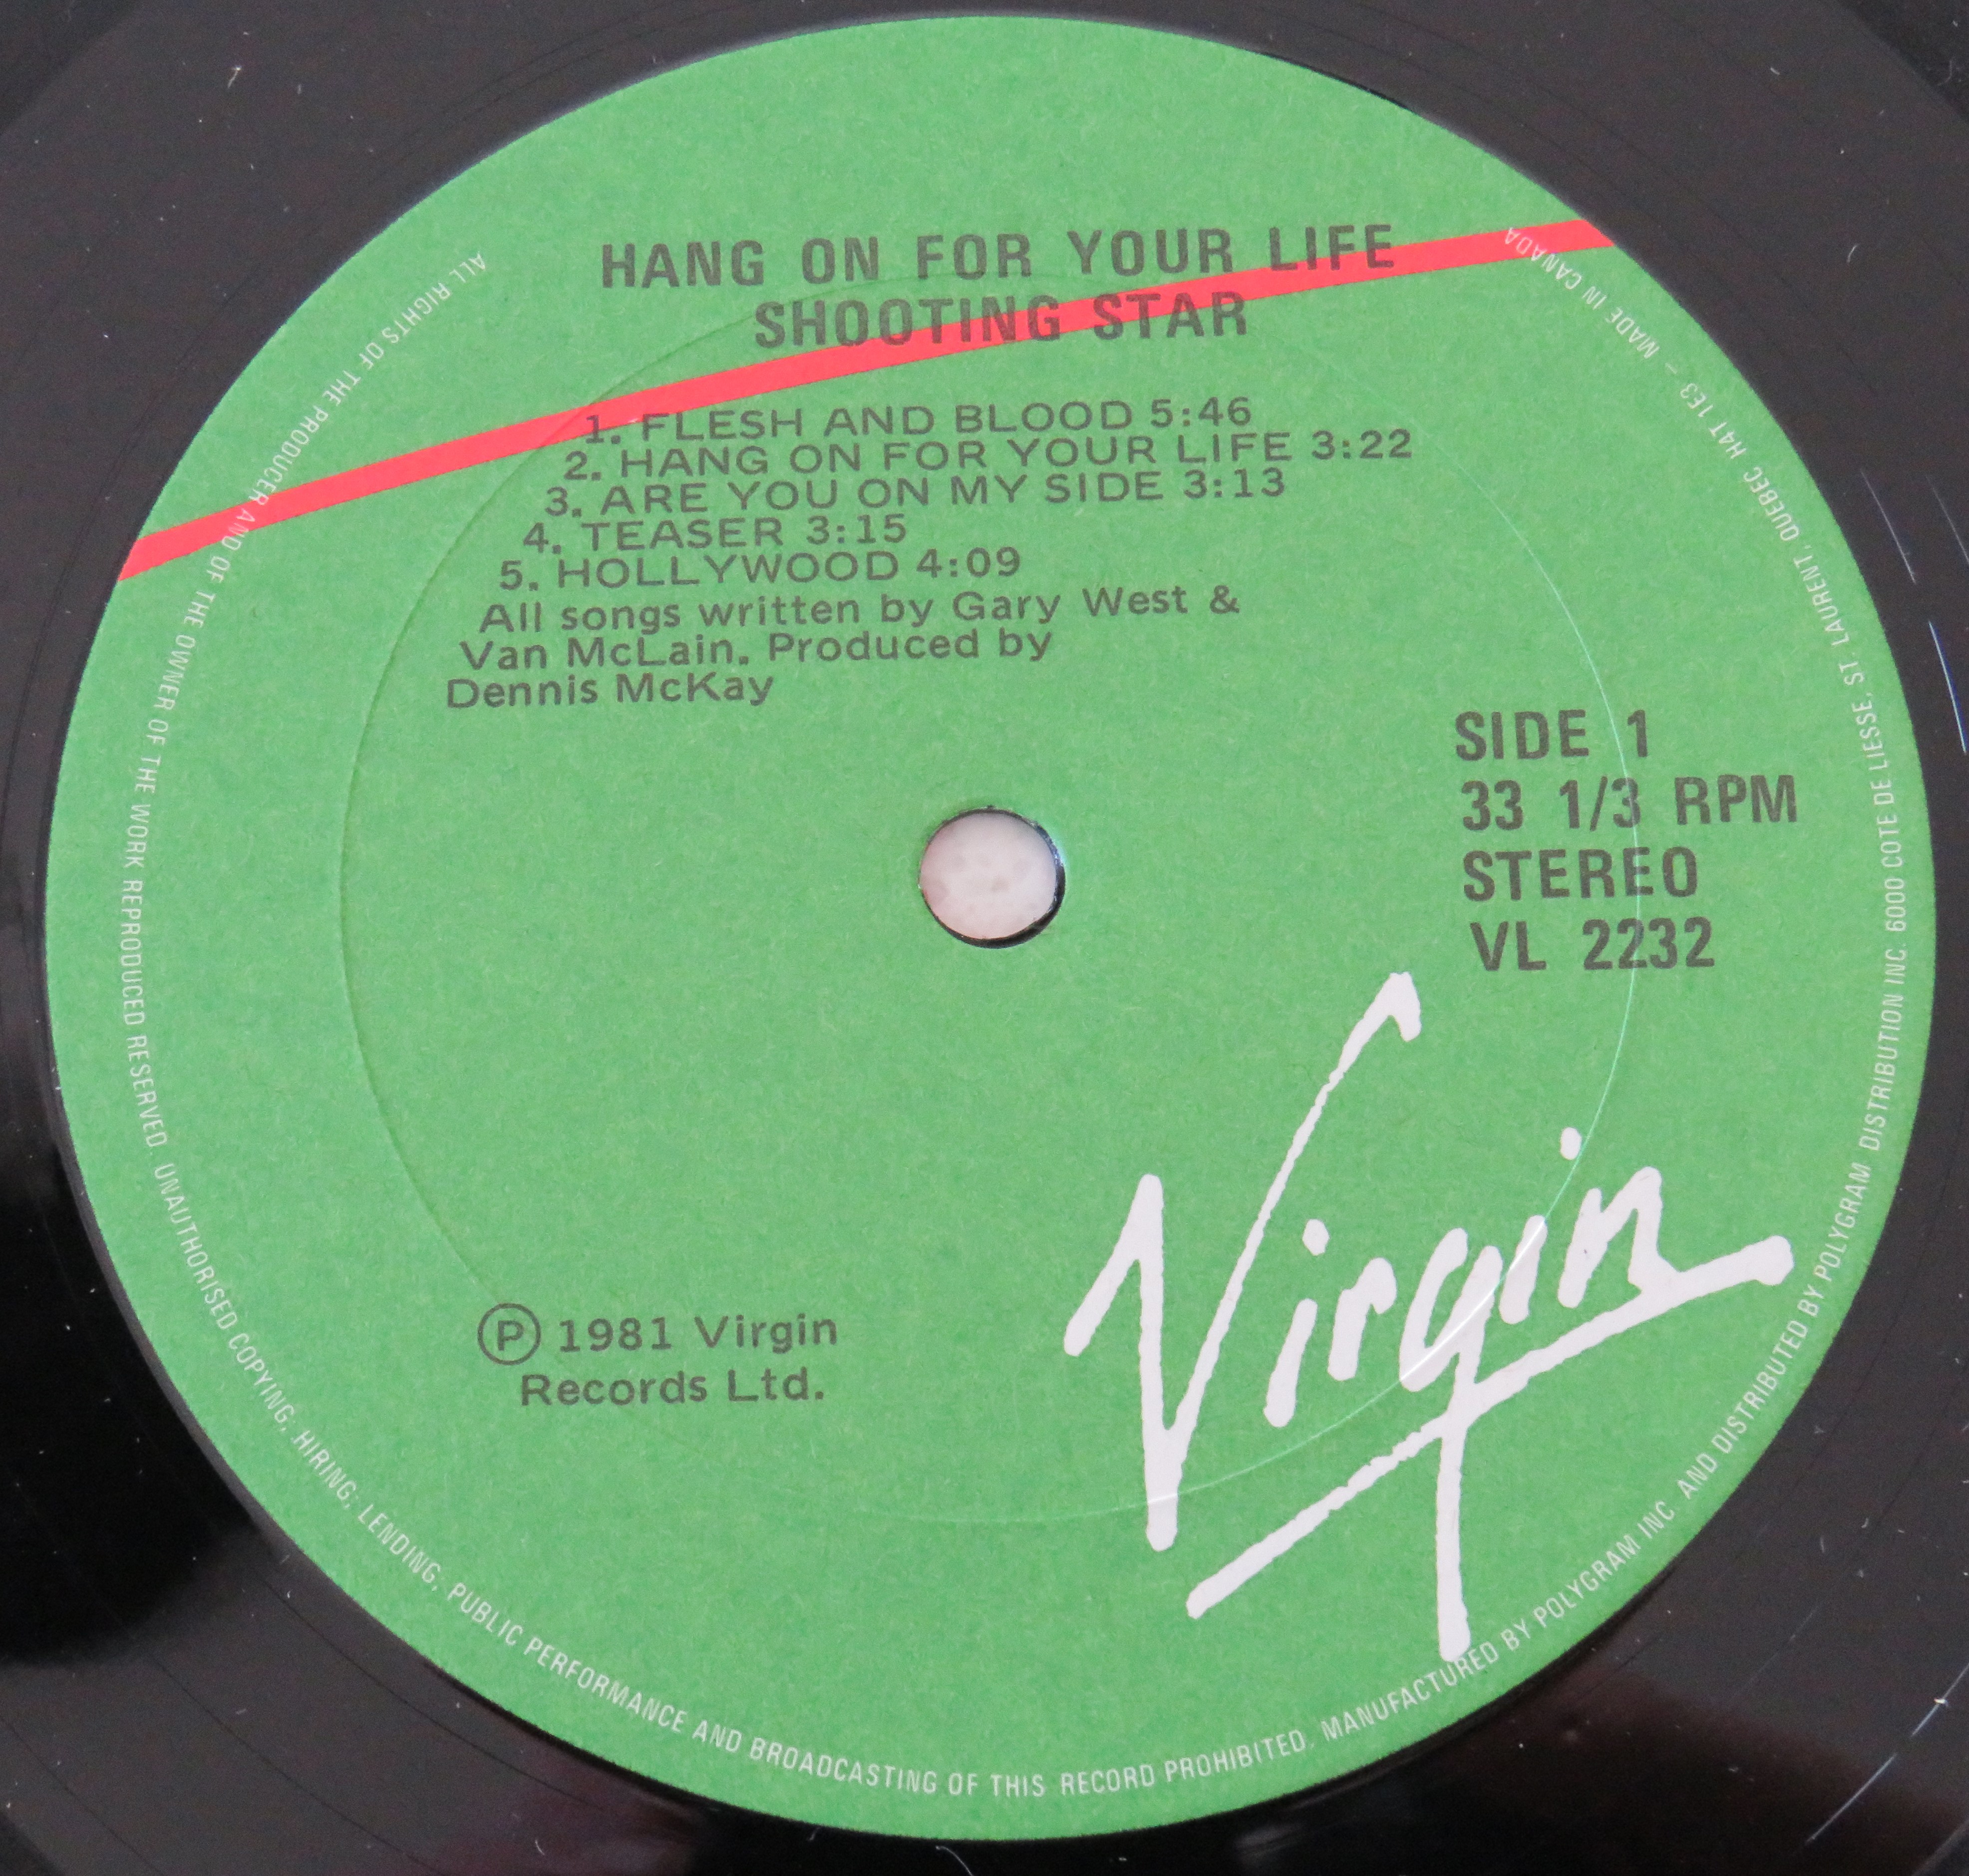 HANG ON FOR YOUR LIFE
SHOOTING STAR
1. FLESH AND BLOOD 5:46
2. HANG ON FOR YOUR LIFE 3:22
3. ARE YOU ON MY SIDE 3:13
4. TEASER 3:15
5. HOLLYWOOD 4:09
All songs written by Gary West &
Van McLain. Produced by
Dennis McKay
SIDE 1
33 1/3 RPM
STEREO
VL 2232
Virgin
Ⓟ 1981 Virgin
Records Ltd.
ALL RIGHTS OF THE PRODUCER AND OF THE OWNER OF THE WORK REPRODUCED RESERVED. UNAUTHORISED COPYING, HIRING, LENDING, PUBLIC PERFORMANCE AND BROADCASTING OF THIS RECORD PROHIBITED. MANUFACTURED BY POLYGRAM INC. AND DISTRIBUTED BY POLYGRAM DISTRIBUTION INC. 6000 COTE DE LIESSE, ST. LAURENT, QUEBEC H4T 1E3 – MADE IN CANADA